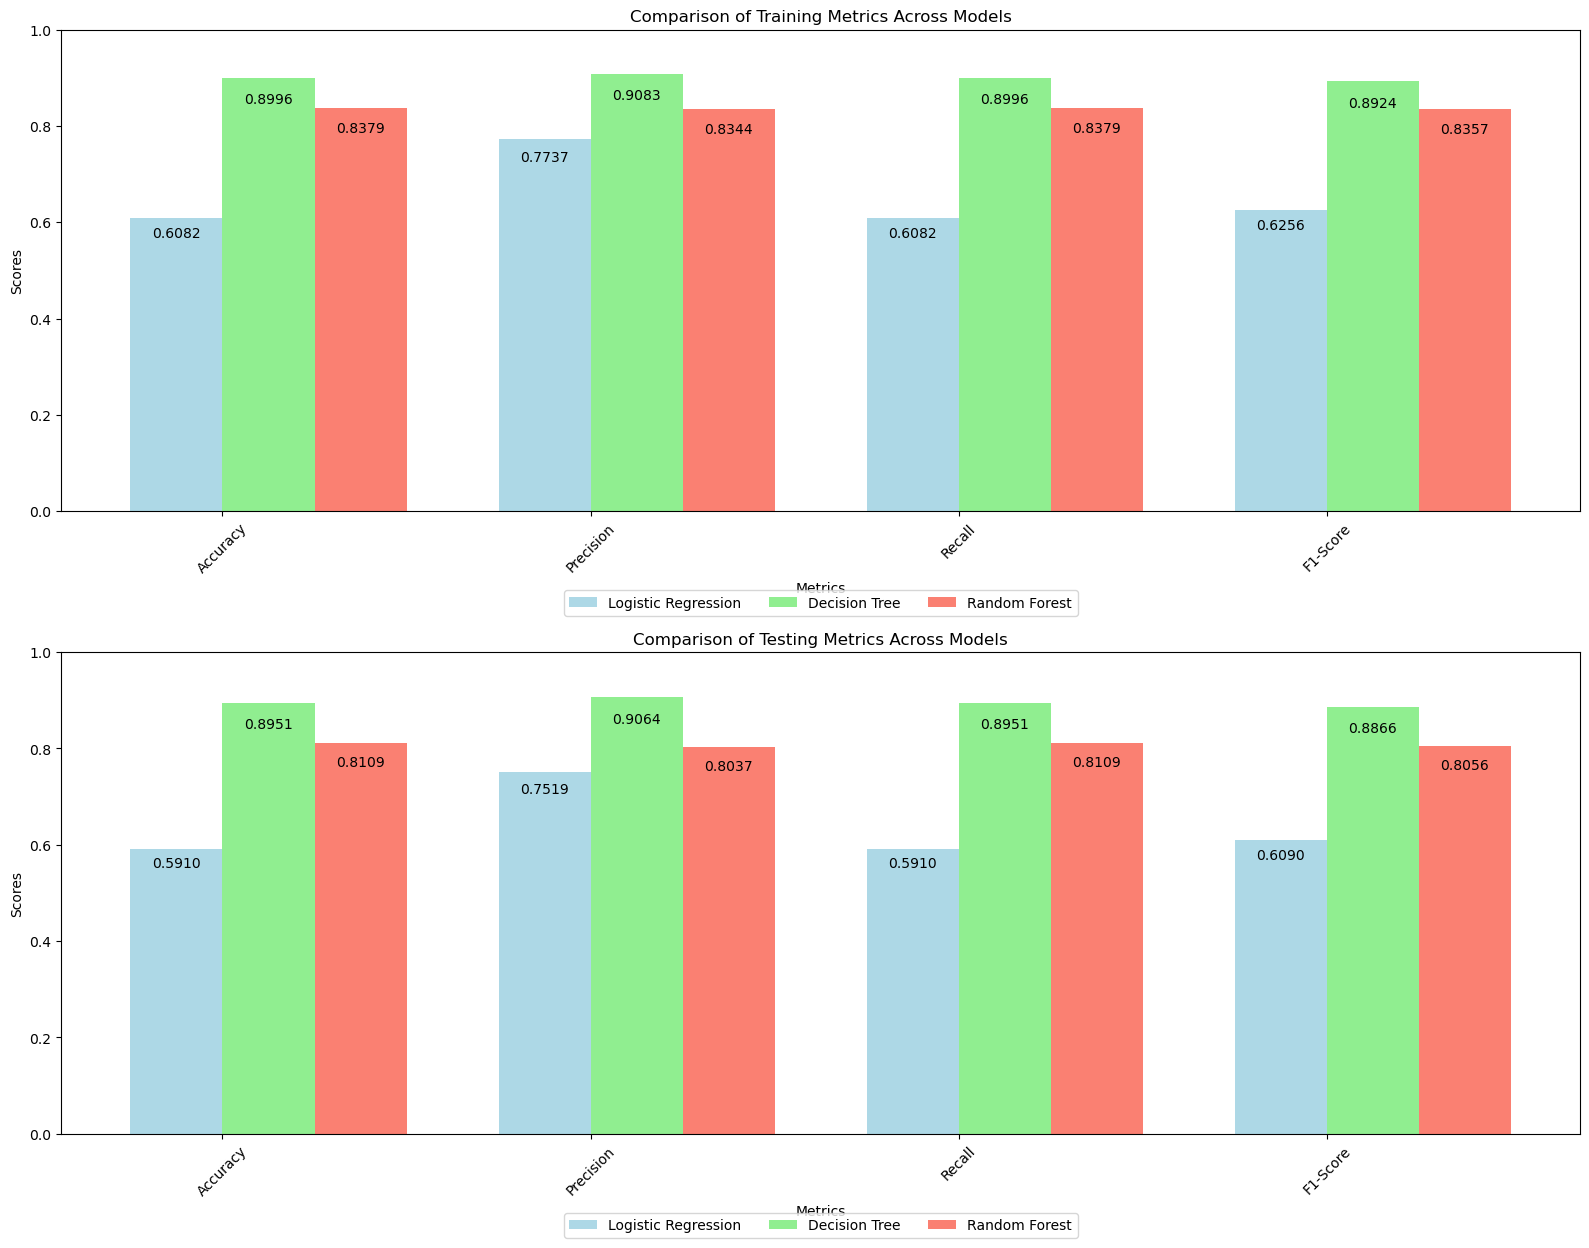 Comparison of Training Metrics Across Models
1.0
0.8
0.6
0.4
0.2
0.0
Scores
0.6082
0.8996
0.8379
0.7737
0.9083
0.8344
0.6082
0.8996
0.8379
0.6256
0.8924
0.8357
Accuracy
Precision
Recall
F1-Score
Metrics
Logistic Regression Decision Tree Random Forest
Comparison of Testing Metrics Across Models
1.0
0.8
0.6
0.4
0.2
0.0
Scores
0.5910
0.8951
0.8109
0.7519
0.9064
0.8037
0.5910
0.8951
0.8109
0.6090
0.8866
0.8056
Accuracy
Precision
Recall
F1-Score
Metrics
Logistic Regression Decision Tree Random Forest